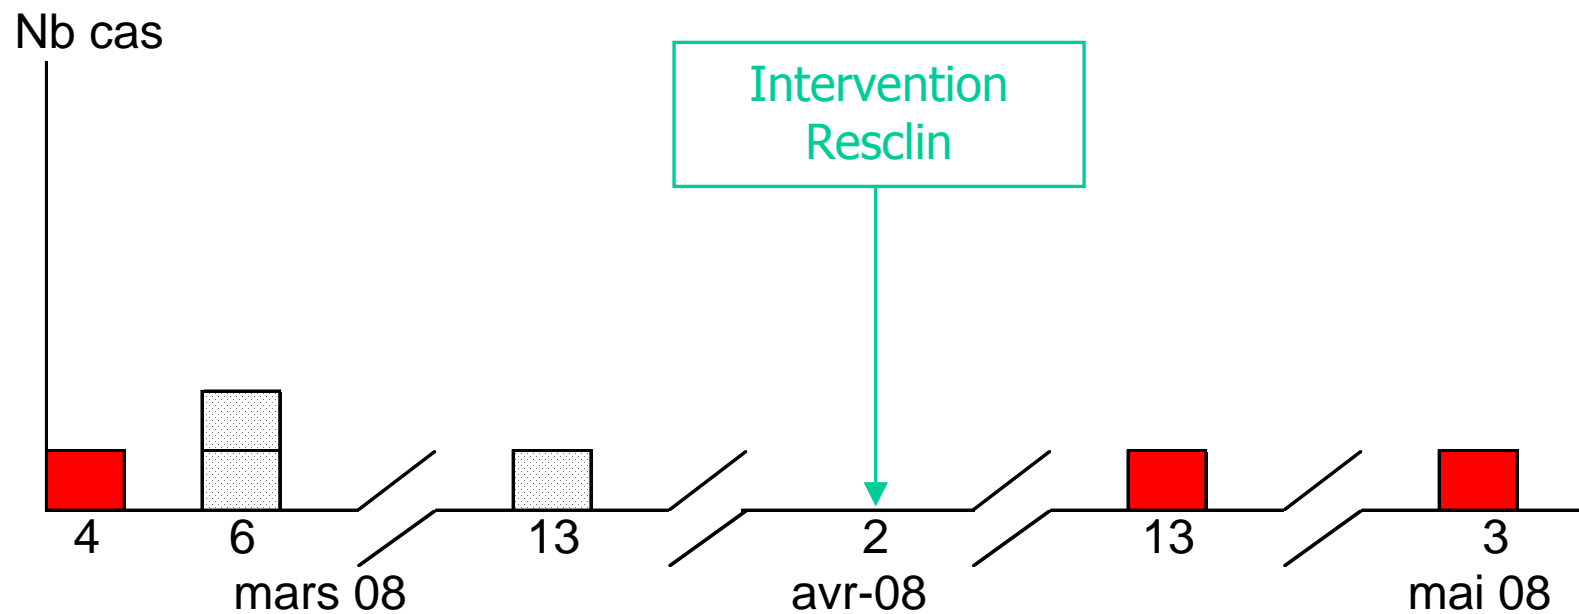 Nb cas
Intervention
Resclin
4 6 13 2 13 3
mars 08 avr-08 mai 08